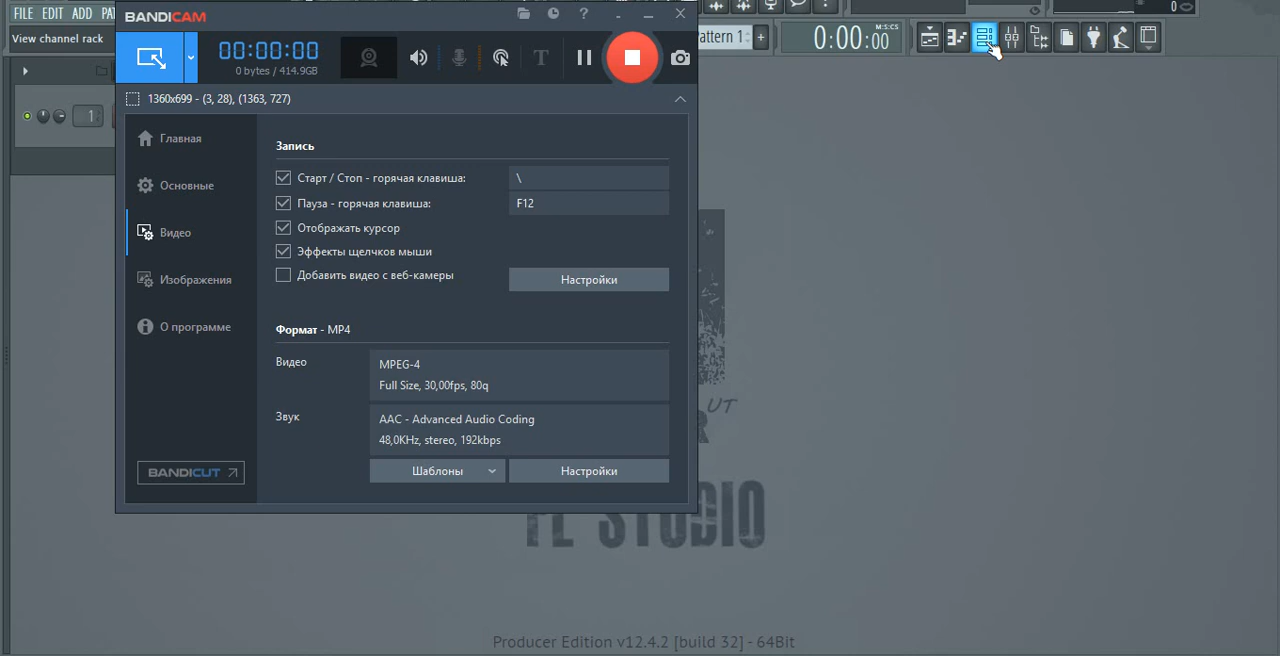 FILE EDIT ADD PA
View channel rack
BANDICAM
00:00:00
0 bytes / 414.9GB
1360x699 - (3, 28), (1363, 727)
Главная
Основные
Видео
Изображения
О программе
BANDICUT
Запись
Старт / Стоп - горячая клавиша:
\
Пауза - горячая клавиша:
F12
Отображать курсор
Эффекты щелчков мыши
Добавить видео с веб-камеры
Настройки
Формат - MP4
Видео
MPEG-4
Full Size, 30,00fps, 80q
Звук
AAC - Advanced Audio Coding
48,0KHz, stereo, 192kbps
Шаблоны
Настройки
1
attern 1
+
M:S:CS
0:00:00
0
UT
R
FL STUDIO
Producer Edition v12.4.2 [build 32] - 64Bit